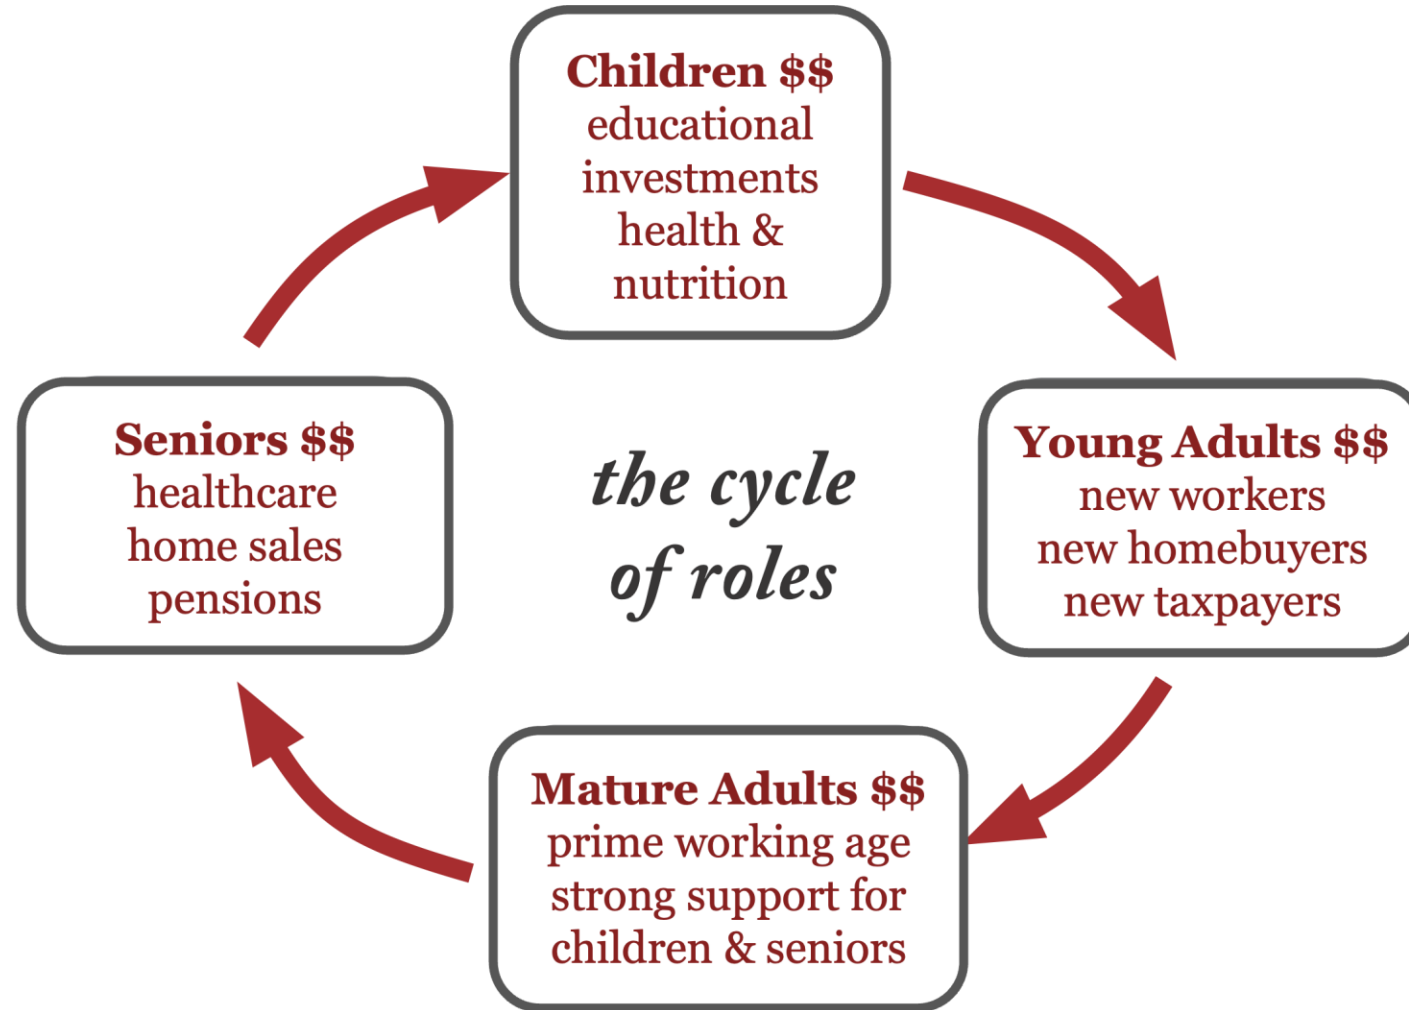 Children $$
educational
investments
health &
nutrition
Seniors $$
healthcare
home sales
pensions
the cycle
of roles
Young Adults $$
new workers
new homebuyers
new taxpayers
Mature Adults $$
prime working age
strong support for
children & seniors